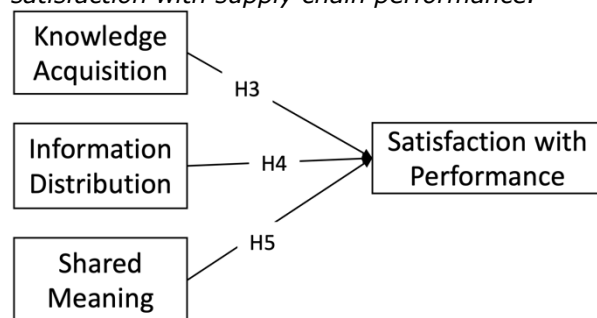 Satisfaction with supply chain performance.
Knowledge
Acquisition
H3
Information
Distribution
H4
Satisfaction with
Performance
H5
Shared
Meaning